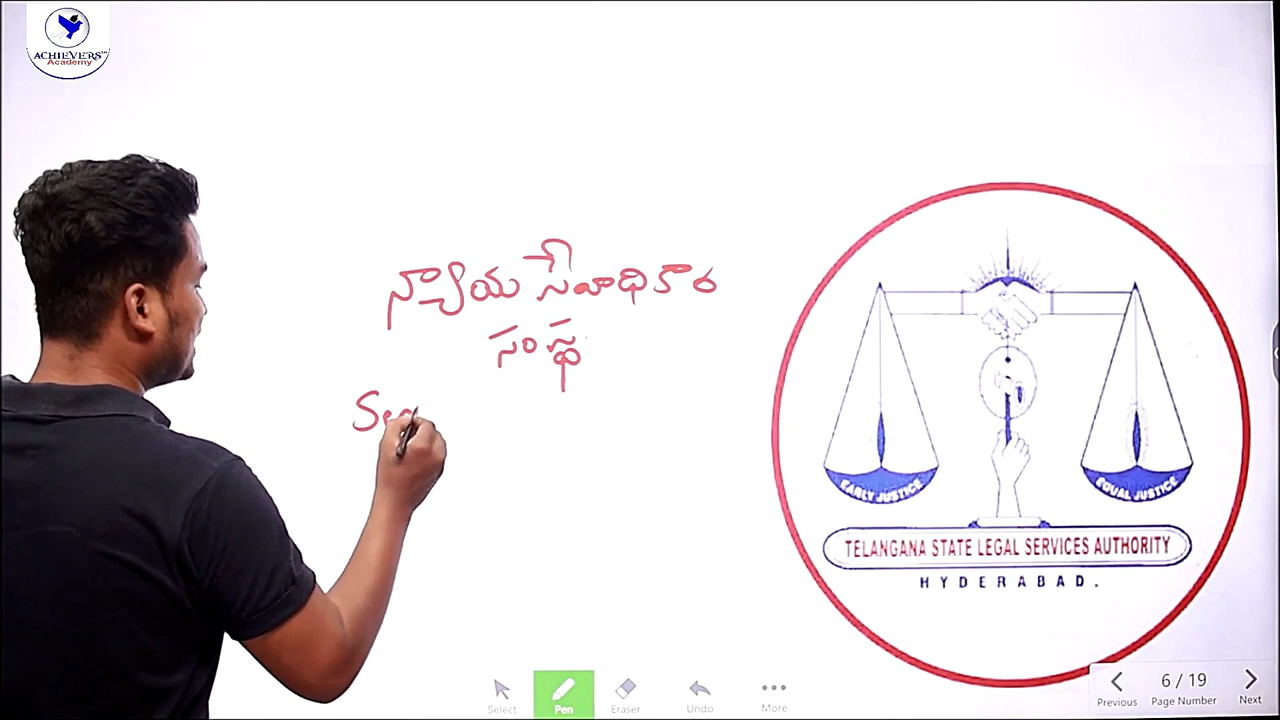 ACHIEVERS™
Academy
న్యాయ సేవాధికార
సంస్థ
EARLY JUSTICE
EQUAL JUSTICE
TELANGANA STATE LEGAL SERVICES AUTHORITY
HYDERABAD.
Select
Pen
Eraser
Undo
More
Previous
6 / 19
Page Number
Next